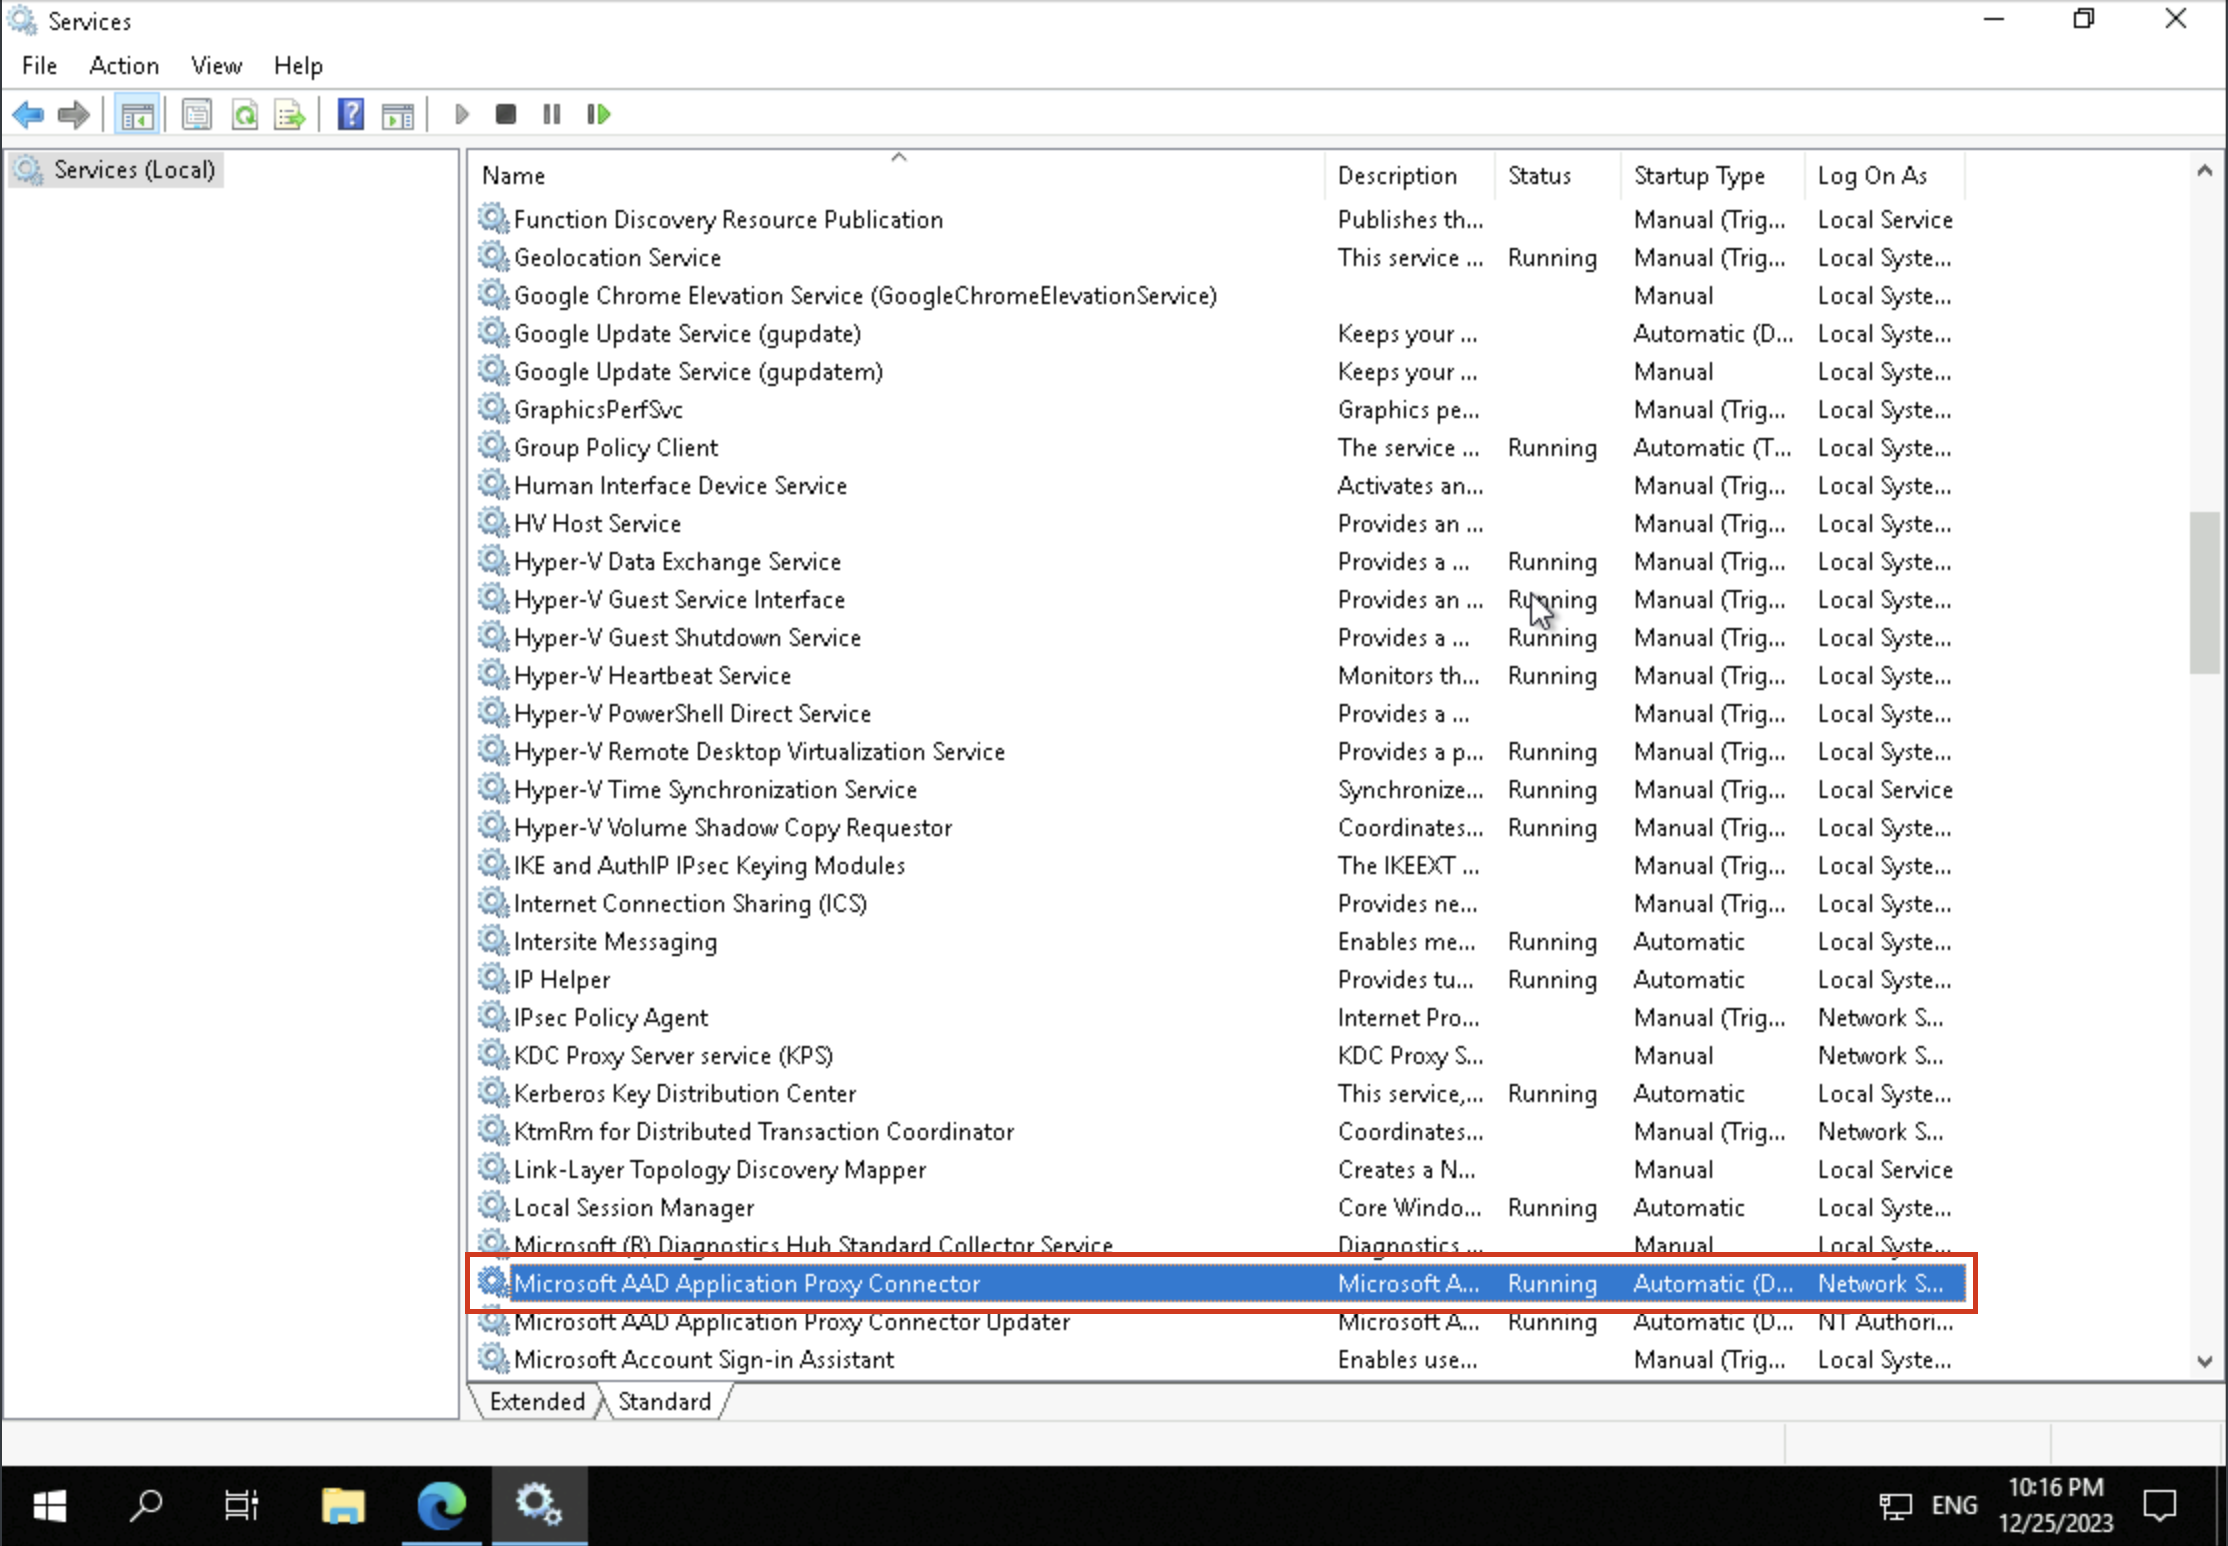 Services
File Action View Help
Services (Local)
Name Description Status Startup Type Log On As
Function Discovery Resource Publication Publishes th... Manual (Trig... Local Service
Geolocation Service This service ... Running Manual (Trig... Local Syste...
Google Chrome Elevation Service (GoogleChromeElevationService) Manual Local Syste...
Google Update Service (gupdate) Keeps your ... Automatic (D... Local Syste...
Google Update Service (gupdatem) Keeps your ... Manual Local Syste...
GraphicsPerfSvc Graphics pe... Manual (Trig... Local Syste...
Group Policy Client The service ... Running Automatic (T... Local Syste...
Human Interface Device Service Activates an... Manual (Trig... Local Syste...
HV Host Service Provides an ... Manual (Trig... Local Syste...
Hyper-V Data Exchange Service Provides a ... Running Manual (Trig... Local Syste...
Hyper-V Guest Service Interface Provides an ... Running Manual (Trig... Local Syste...
Hyper-V Guest Shutdown Service Provides a ... Running Manual (Trig... Local Syste...
Hyper-V Heartbeat Service Monitors th... Running Manual (Trig... Local Syste...
Hyper-V PowerShell Direct Service Provides a ... Manual (Trig... Local Syste...
Hyper-V Remote Desktop Virtualization Service Provides a p... Running Manual (Trig... Local Syste...
Hyper-V Time Synchronization Service Synchronize... Running Manual (Trig... Local Service
Hyper-V Volume Shadow Copy Requestor Coordinates... Running Manual (Trig... Local Syste...
IKE and AuthIP IPsec Keying Modules The IKEEXT ... Manual (Trig... Local Syste...
Internet Connection Sharing (ICS) Provides ne... Manual (Trig... Local Syste...
Intersite Messaging Enables me... Running Automatic Local Syste...
IP Helper Provides tu... Running Automatic Local Syste...
IPsec Policy Agent Internet Pro... Manual (Trig... Network S...
KDC Proxy Server service (KPS) KDC Proxy S... Manual Network S...
Kerberos Key Distribution Center This service,... Running Automatic Local Syste...
KtmRm for Distributed Transaction Coordinator Coordinates... Manual (Trig... Network S...
Link-Layer Topology Discovery Mapper Creates a N... Manual Local Service
Local Session Manager Core Windo... Running Automatic Local Syste...
Microsoft (R) Diagnostics Hub Standard Collector Service Diagnostics ... Manual Local Syste...
Microsoft AAD Application Proxy Connector Microsoft A... Running Automatic (D... Network S...
Microsoft AAD Application Proxy Connector Updater Microsoft A... Running Automatic (D... NT Authori...
Microsoft Account Sign-in Assistant Enables use... Manual (Trig... Local Syste...
Extended Standard
ENG
10:16 PM
12/25/2023